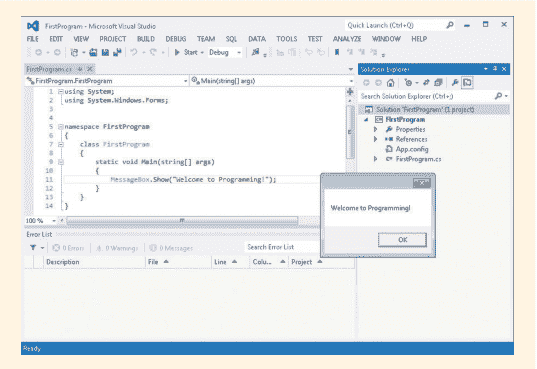 FirstProgram - Microsoft Visual Studio
Quick Launch (Ctrl+Q)
FILE EDIT VIEW PROJECT BUILD DEBUG TEAM SQL DATA TOOLS TEST ANALYZE WINDOW HELP
Start - Debug
FirstProgram.cs
Solution Explorer
FirstProgram.FirstProgram
Main(string[] args)
Search Solution Explorer (Ctrl+;)
Solution 'FirstProgram' (1 project)
FirstProgram
Properties
References
App.config
FirstProgram.cs
1 using System;
2 using System.Windows.Forms;
3
4
5 namespace FirstProgram
6 {
7 class FirstProgram
8 {
9 static void Main(string[] args)
10 {
11 MessageBox.Show("Welcome to Programming!");
12 }
13 }
14 }
Welcome to Programming!
OK
100 %
Error List
0 Errors 0 Warnings 0 Messages
Search Error List
Description File Line Colu... Project
Ready